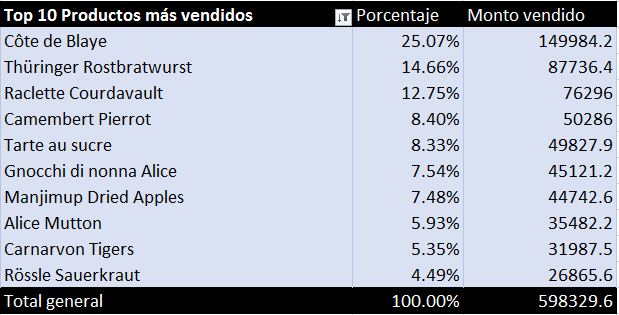 Top 10 Productos más vendidos Porcentaje Monto vendido
Côte de Blaye 25.07% 149984.2
Thüringer Rostbratwurst 14.66% 87736.4
Raclette Courdavault 12.75% 76296
Camembert Pierrot 8.40% 50286
Tarte au sucre 8.33% 49827.9
Gnocchi di nonna Alice 7.54% 45121.2
Manjimup Dried Apples 7.48% 44742.6
Alice Mutton 5.93% 35482.2
Carnarvon Tigers 5.35% 31987.5
Rössle Sauerkraut 4.49% 26865.6
Total general 100.00% 598329.6